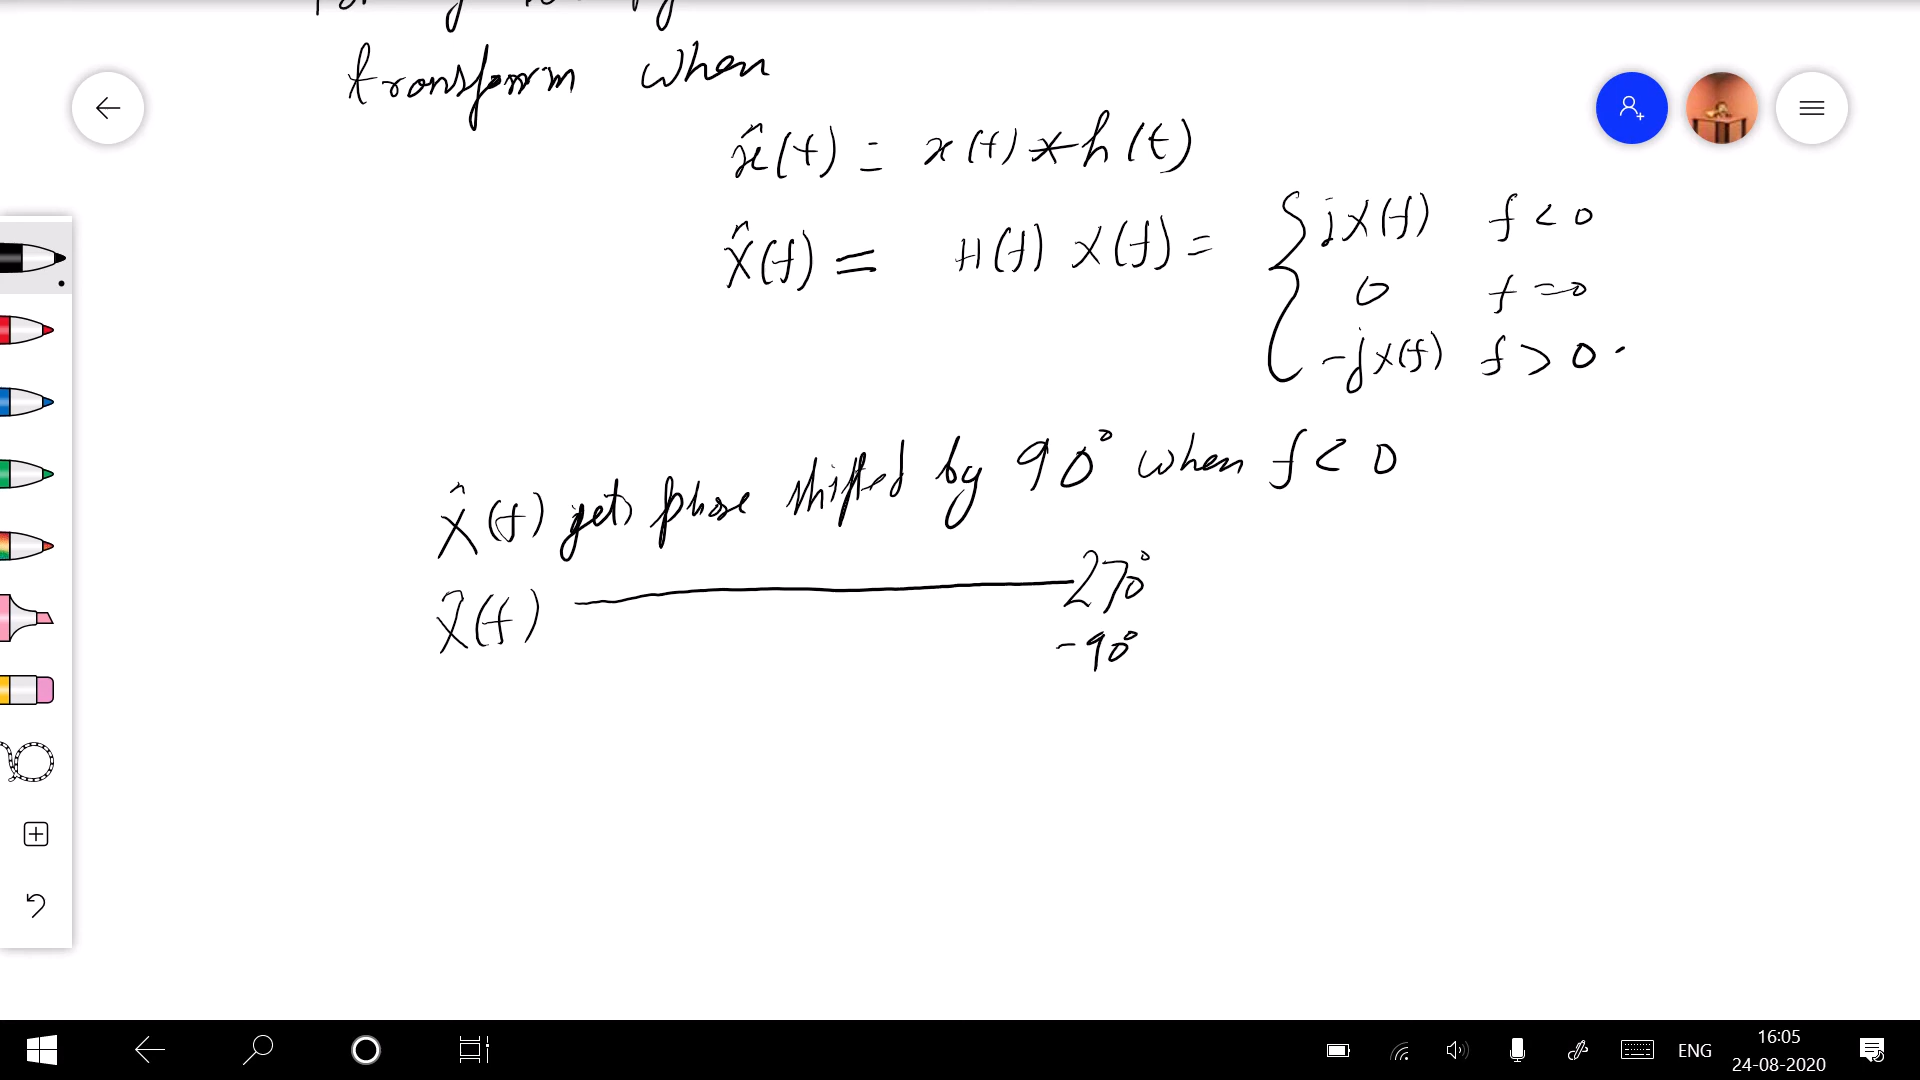 transform when
x̂(t) = x(t) * h(t)
X̂(f) = H(f) X(f) = { jX(f) f < 0
0 f = 0
-jX(f) f > 0 .
X̂(f) gets phase shifted by 90° when f < 0
X̂(f) ——— 270°
-90°
ENG
16:05
24-08-2020